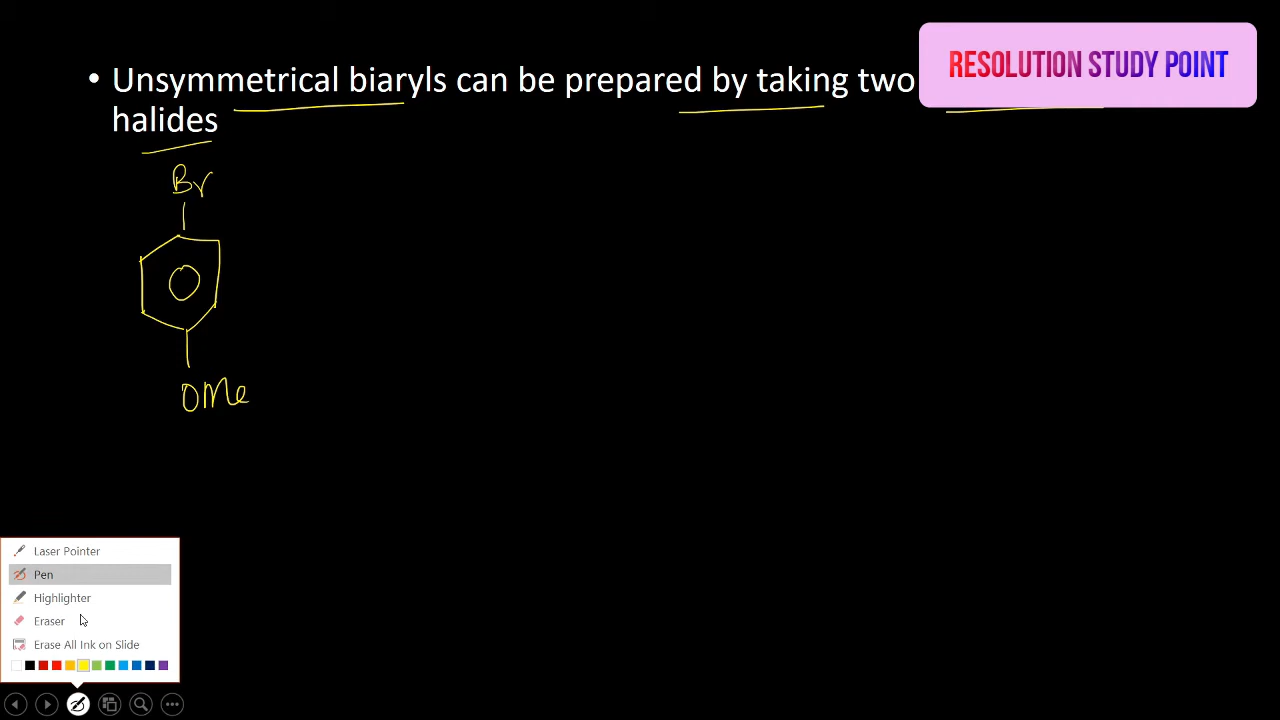 • Unsymmetrical biaryls can be prepared by taking two
halides
RESOLUTION STUDY POINT
Br
OMe
Laser Pointer
Pen
Highlighter
Eraser
Erase All Ink on Slide